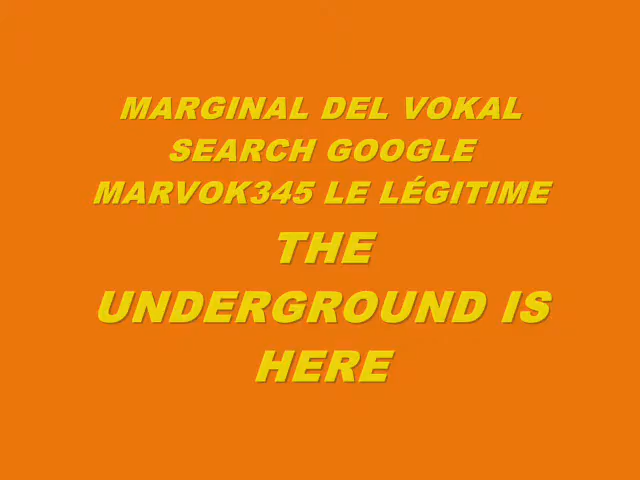 MARGINAL DEL VOKAL
SEARCH GOOGLE
MARVOK345 LE LÉGITIME
THE
UNDERGROUND IS
HERE